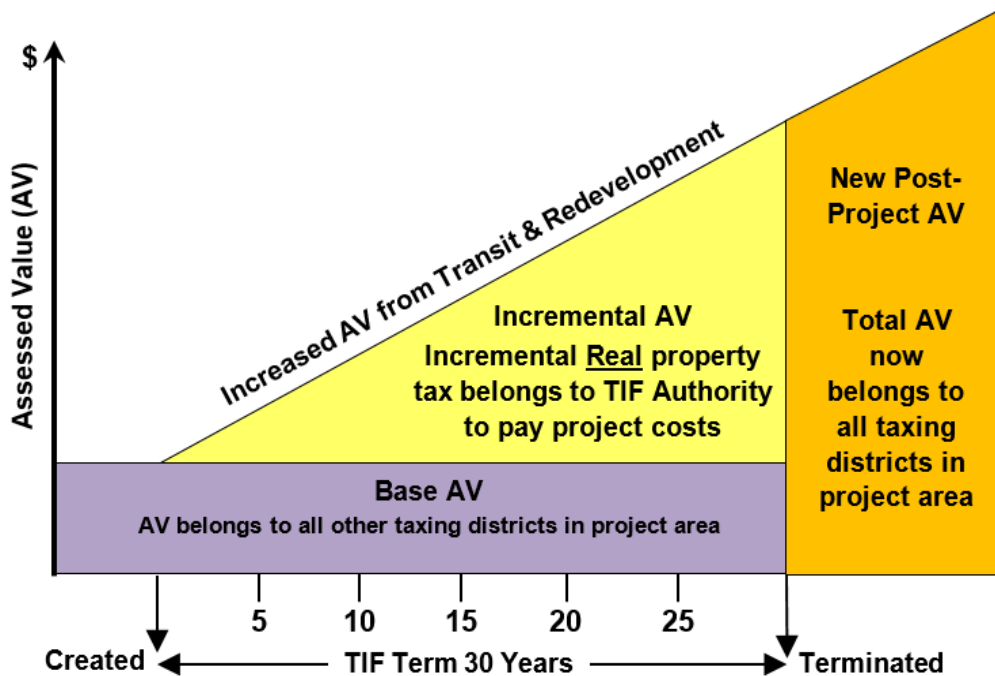 $
Assessed Value (AV)
Increased AV from Transit & Redevelopment
Incremental AV
Incremental Real property
tax belongs to TIF Authority
to pay project costs
Base AV
AV belongs to all other taxing districts in project area
New Post-
Project AV
Total AV
now
belongs to
all taxing
districts in
project area
5 10 15 20 25
Created TIF Term 30 Years Terminated